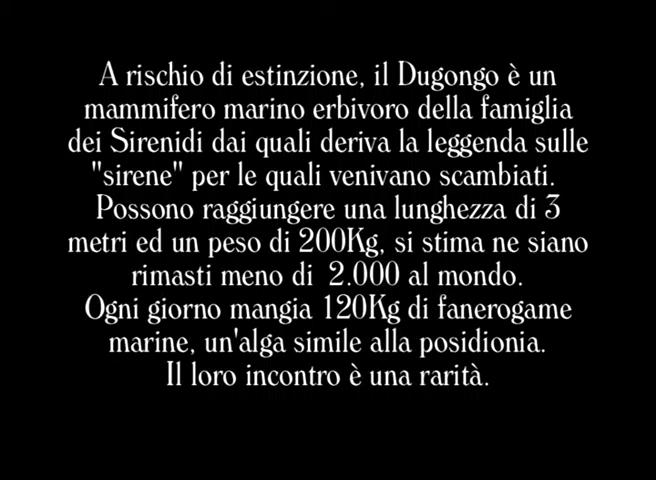 A rischio di estinzione, il Dugongo è un
mammifero marino erbivoro della famiglia
dei Sirenidi dai quali deriva la leggenda sulle
"sirene" per le quali venivano scambiati.
Possono raggiungere una lunghezza di 3
metri ed un peso di 200Kg, si stima ne siano
rimasti meno di 2.000 al mondo.
Ogni giorno mangia 120Kg di fanerogame
marine, un'alga simile alla posidionia.
Il loro incontro è una rarità.